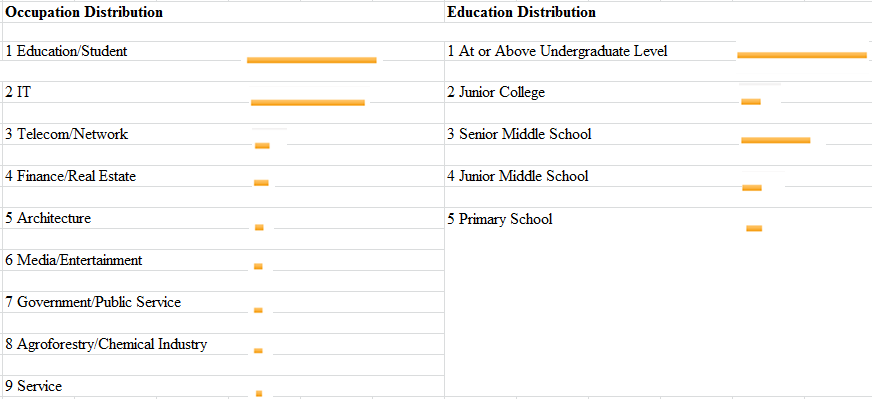 Occupation Distribution
Education Distribution
1 Education/Student
1 At or Above Undergraduate Level
2 IT
2 Junior College
3 Telecom/Network
3 Senior Middle School
4 Finance/Real Estate
4 Junior Middle School
5 Architecture
5 Primary School
6 Media/Entertainment
7 Government/Public Service
8 Agroforestry/Chemical Industry
9 Service